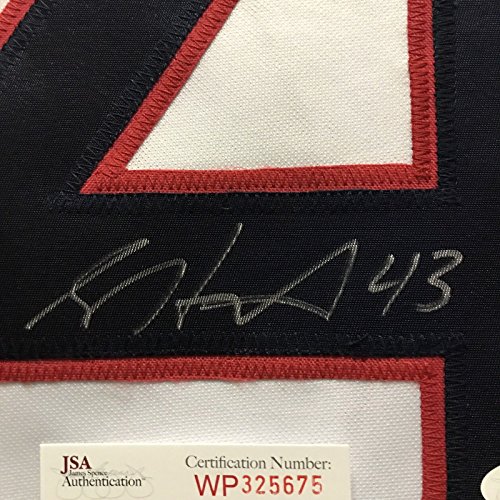 43
JSA
James Spence
Authentication
Certification Number:
WP325675